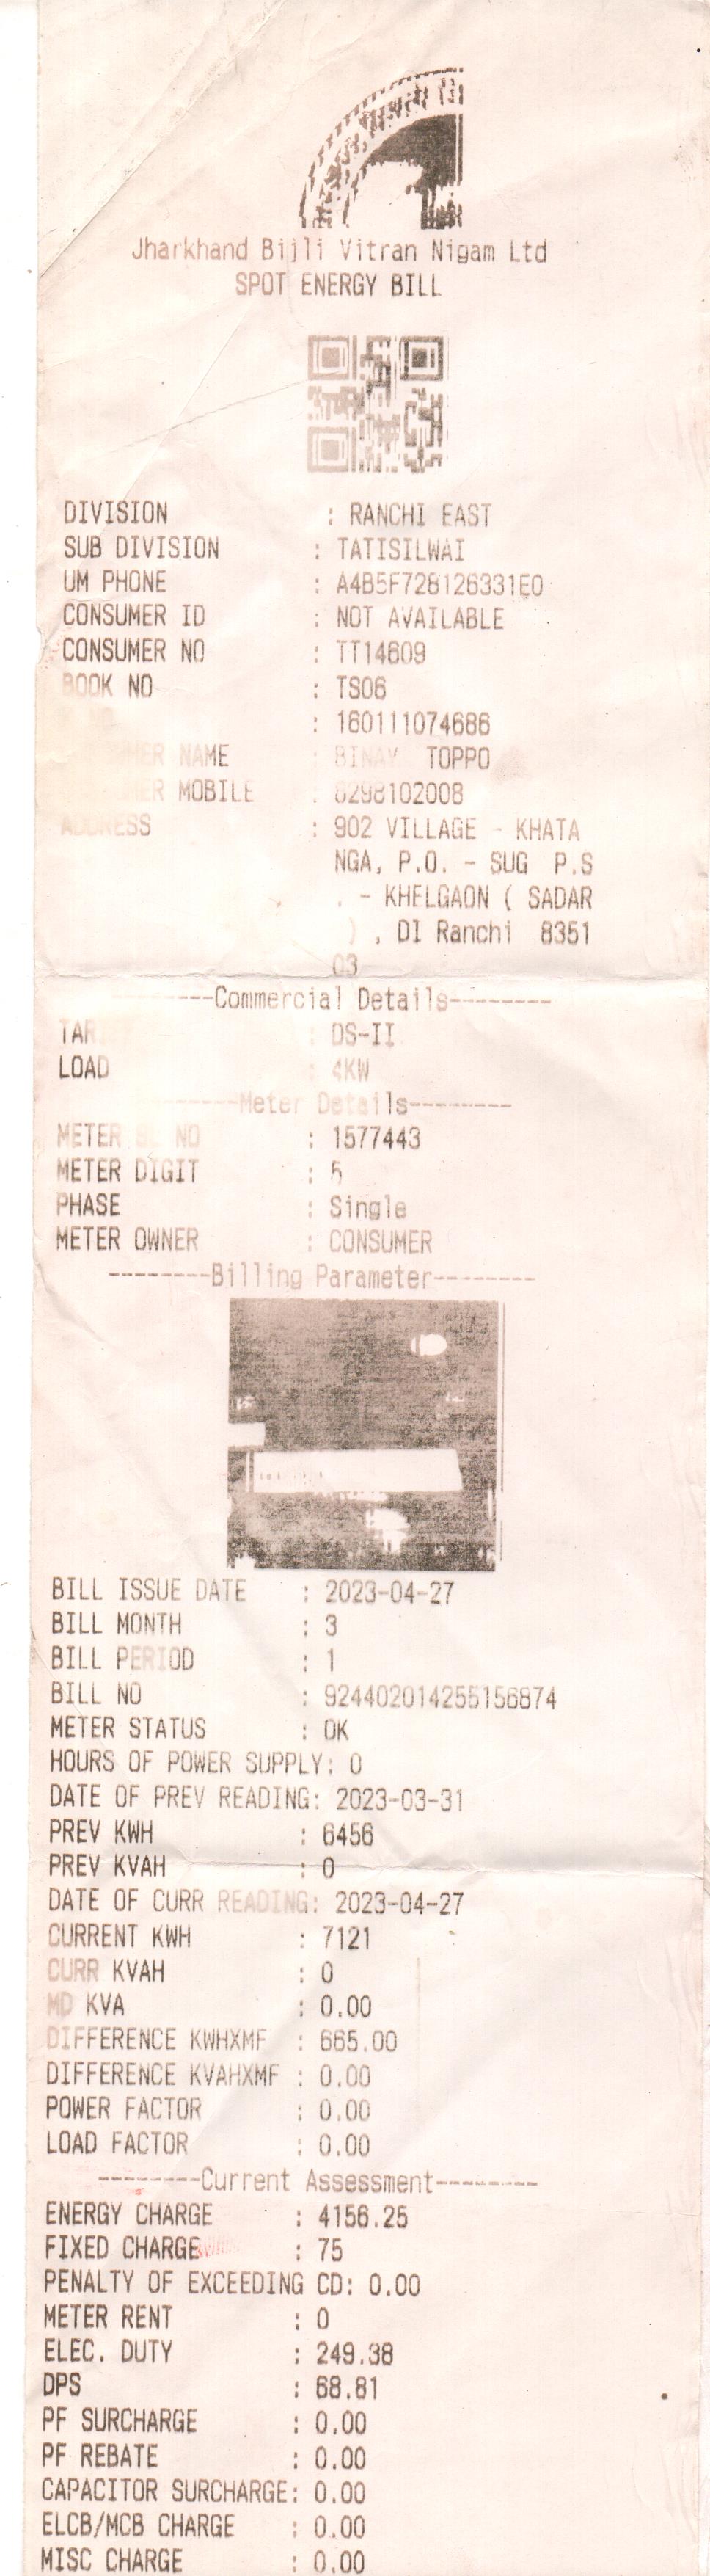 Jharkhand Bijli Vitran Nigam Ltd
SPOT ENERGY BILL
DIVISION : RANCHI EAST
SUB DIVISION : TATISILWAI
UM PHONE : A4B5F728126331E0
CONSUMER ID : NOT AVAILABLE
CONSUMER NO : TT14609
BOOK NO : TS06
: 160111074686
MER NAME : BINAY TOPPO
MER MOBILE : 8298102008
ADDRESS : 902 VILLAGE - KHATA
NGA, P.O. - SUG P.S
. - KHELGAON ( SADAR
) , D1 Ranchi 8351
03
-------Commercial Details--------
TAR : DS-II
LOAD : 4KW
--------Meter Details--------
METER SL NO : 1577443
METER DIGIT : 5
PHASE : Single
METER OWNER : CONSUMER
--------Billing Parameter--------
BILL ISSUE DATE : 2023-04-27
BILL MONTH : 3
BILL PERIOD : 1
BILL NO : 924402014255156874
METER STATUS : OK
HOURS OF POWER SUPPLY: 0
DATE OF PREV READING: 2023-03-31
PREV KWH : 6456
PREV KVAH : 0
DATE OF CURR READING: 2023-04-27
CURRENT KWH : 7121
CURR KVAH : 0
MD KVA : 0.00
DIFFERENCE KWHXMF : 665.00
DIFFERENCE KVAHXMF : 0.00
POWER FACTOR : 0.00
LOAD FACTOR : 0.00
--------Current Assessment--------
ENERGY CHARGE : 4156.25
FIXED CHARGE : 75
PENALTY OF EXCEEDING CD: 0.00
METER RENT : 0
ELEC. DUTY : 249.38
DPS : 68.81
PF SURCHARGE : 0.00
PF REBATE : 0.00
CAPACITOR SURCHARGE: 0.00
ELCB/MCB CHARGE : 0.00
MISC CHARGE : 0.00